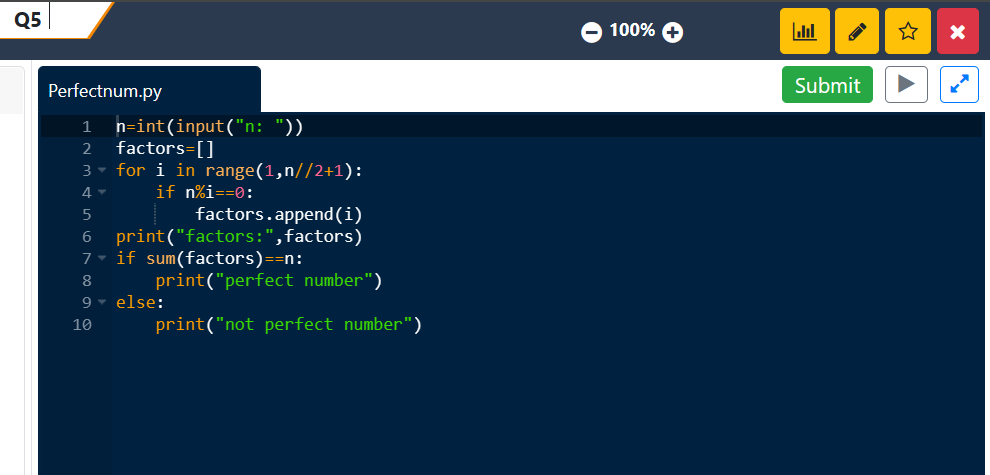 Q5
100%
Perfectnum.py
Submit
1 n=int(input("n: "))
2 factors=[]
3 for i in range(1,n//2+1):
4     if n%i==0:
5         factors.append(i)
6 print("factors:",factors)
7 if sum(factors)==n:
8     print("perfect number")
9 else:
10     print("not perfect number")